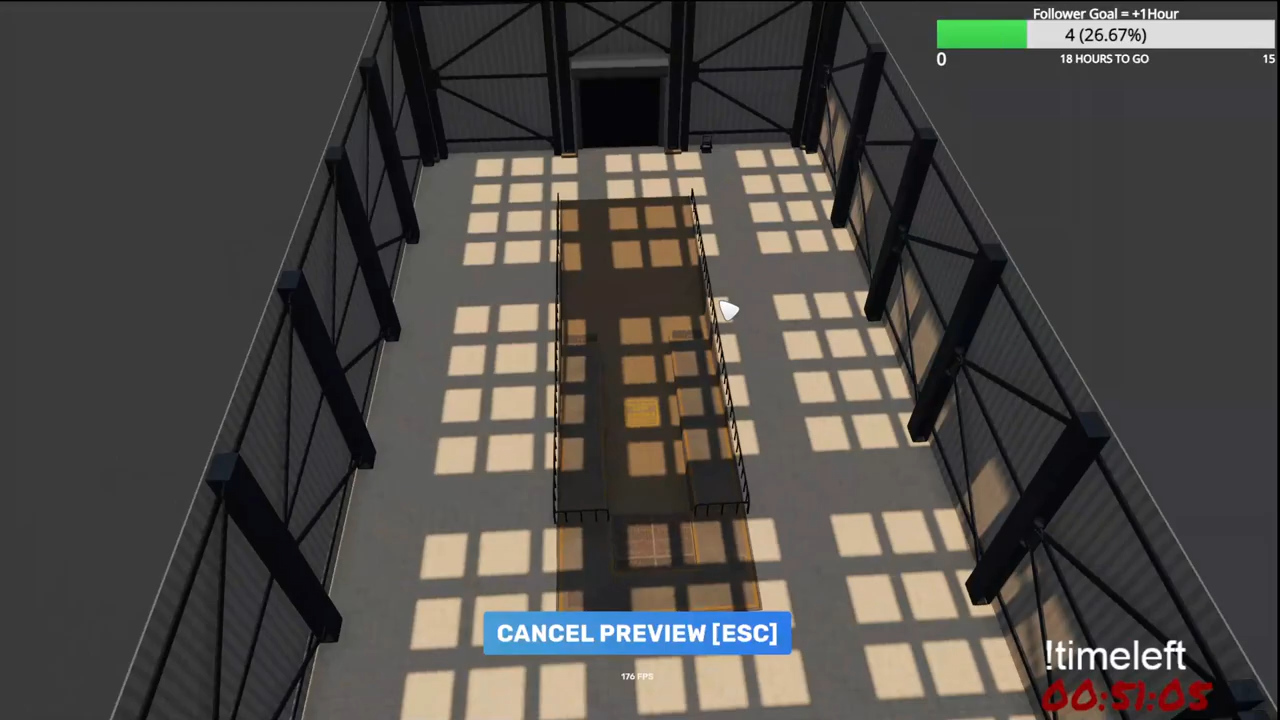 Follower Goal = +1Hour
4 (26.67%)
0
18 HOURS TO GO
15
CANCEL PREVIEW [ESC]
176 FPS
!timeleft
00:51:05